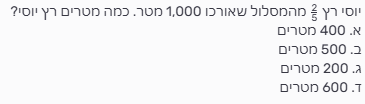 יוסי רץ 2/5 מהמסלול שאורכו 1,000 מטר. כמה מטרים רץ יוסי?
א. 400 מטרים
ב. 500 מטרים
ג. 200 מטרים
ד. 600 מטרים